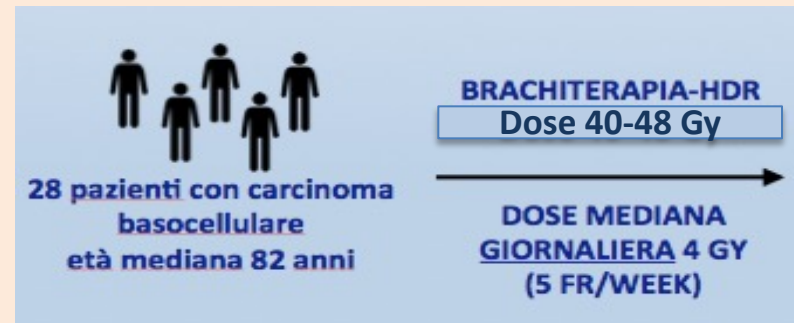 28 pazienti con carcinoma
basocellulare
età mediana 82 anni
BRACHITERAPIA-HDR
Dose 40-48 Gy
DOSE MEDIANA
GIORNALIERA 4 GY
(5 FR/WEEK)